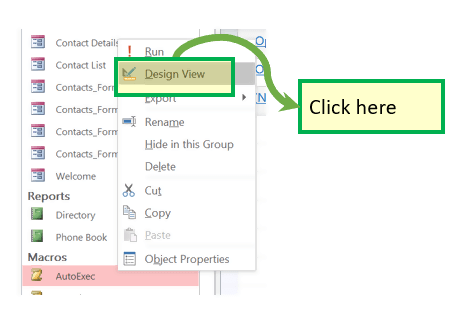 Contact Details
Contact List
Contacts_Form
Contacts_Form
Contacts_Form
Contacts_Form
Welcome
Reports
Directory
Phone Book
Macros
AutoExec
Run
Design View
Export
Rename
Hide in this Group
Delete
Cut
Copy
Paste
Object Properties
Click here